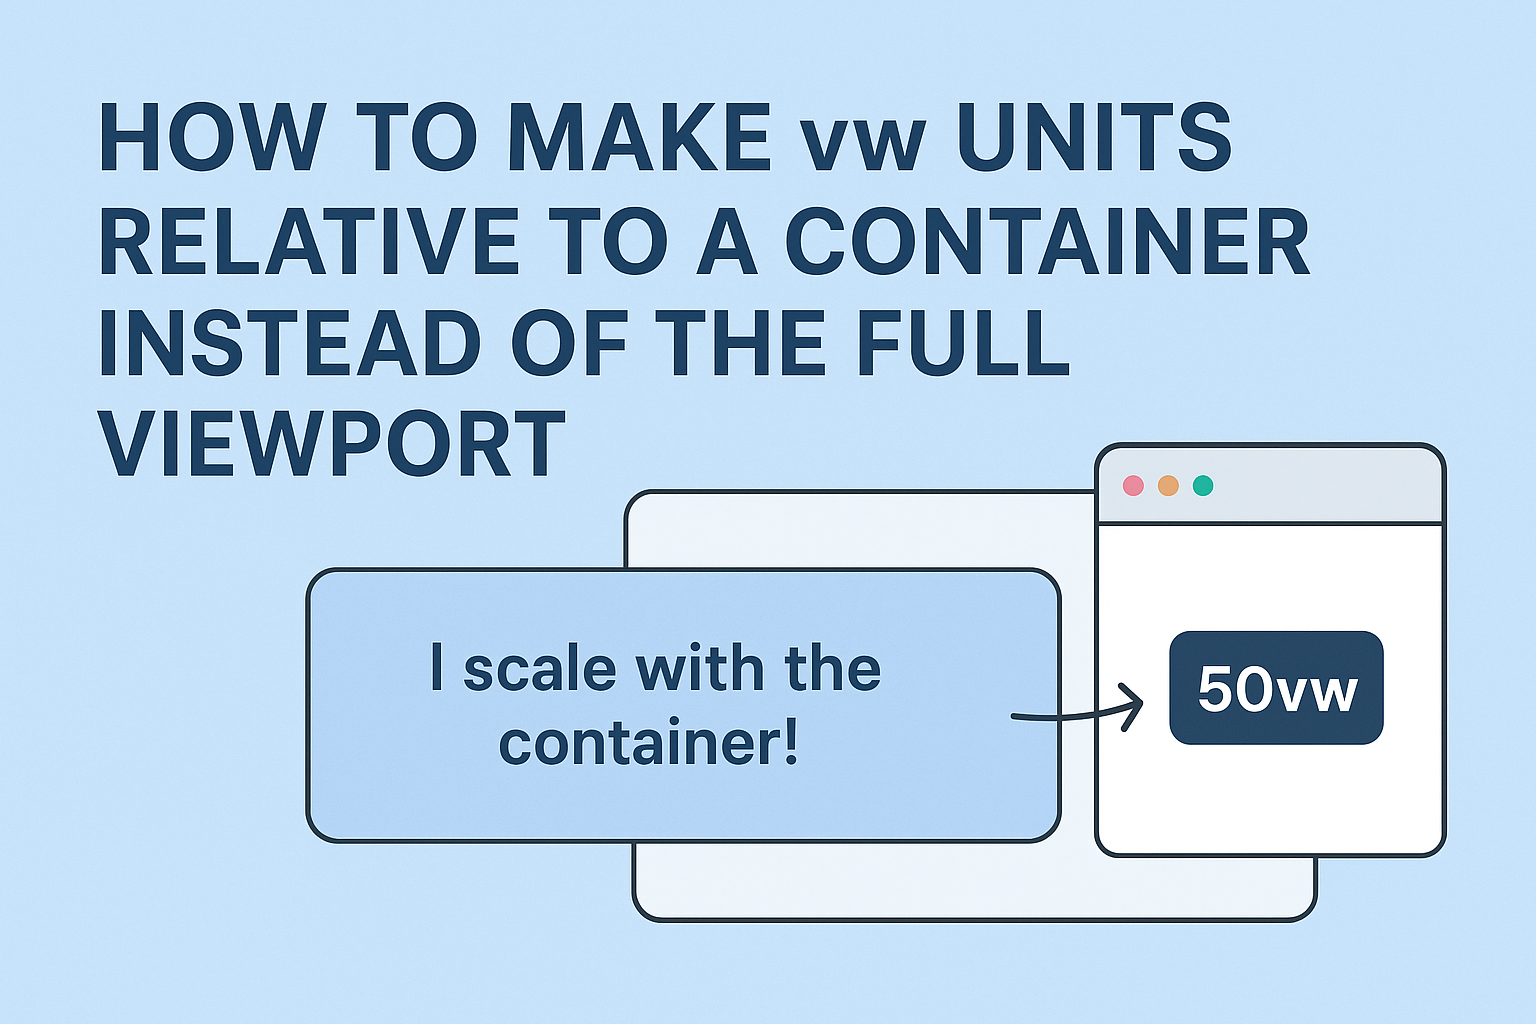 HOW TO MAKE vw UNITS
RELATIVE TO A CONTAINER
INSTEAD OF THE FULL
VIEWPORT
I scale with the
container!
50vw